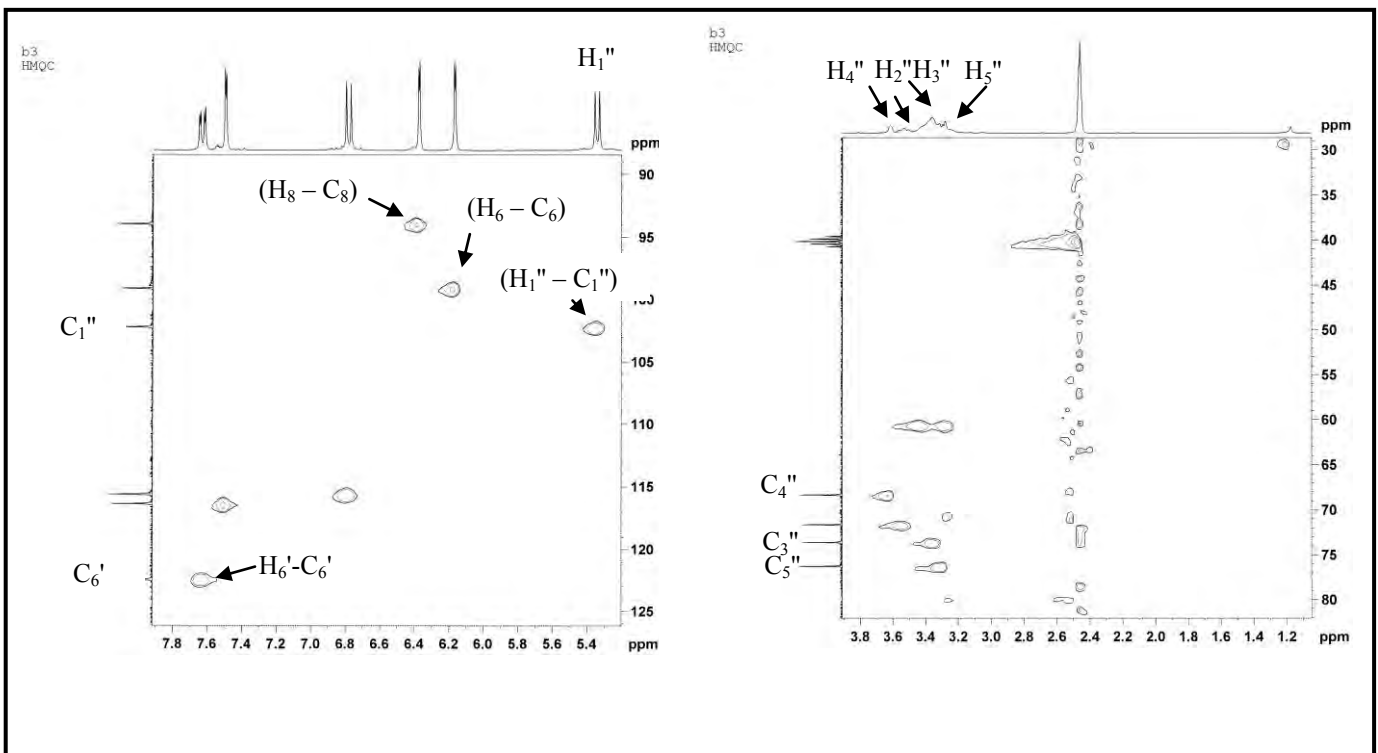 b3
HMQC
H₁"
ppm
(H₈ – C₈)
(H₆ – C₆)
(H₁" – C₁")
C₁"
C₆'
H₆'-C₆'
90
95
100
105
110
115
120
125
7.8 7.6 7.4 7.2 7.0 6.8 6.6 6.4 6.2 6.0 5.8 5.6 5.4 ppm
b3
HMQC
H₄" H₂"H₃" H₅"
ppm
30
35
40
45
50
55
60
65
70
75
80
C₄"
C₃"
C₅"
3.8 3.6 3.4 3.2 3.0 2.8 2.6 2.4 2.2 2.0 1.8 1.6 1.4 1.2 ppm